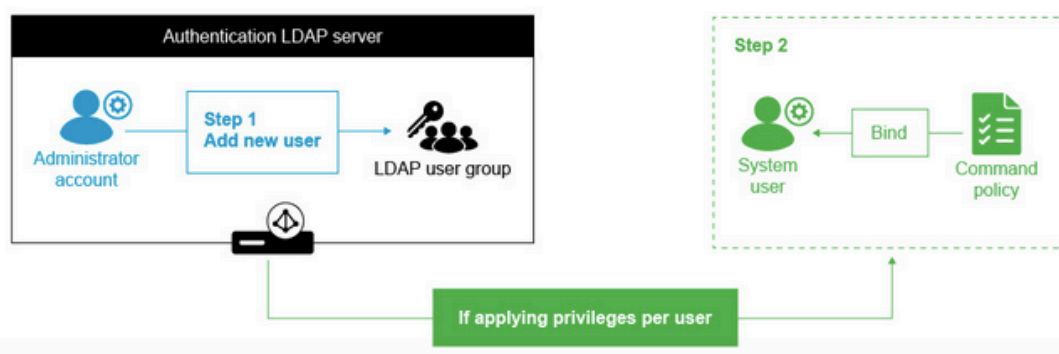 Authentication LDAP server
Step 1
Add new user
Administrator
account
LDAP user group
Step 2
Bind
System
user
Command
policy
If applying privileges per user